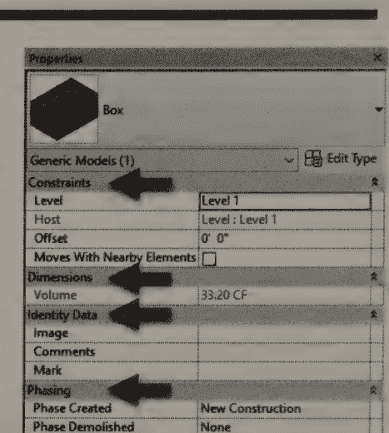 Properties
Box
Generic Models (1) Edit Type
Constraints
Level Level 1
Host Level : Level 1
Offset 0' 0"
Moves With Nearby Elements
Dimensions
Volume 33.20 CF
Identity Data
Image
Comments
Mark
Phasing
Phase Created New Construction
Phase Demolished None